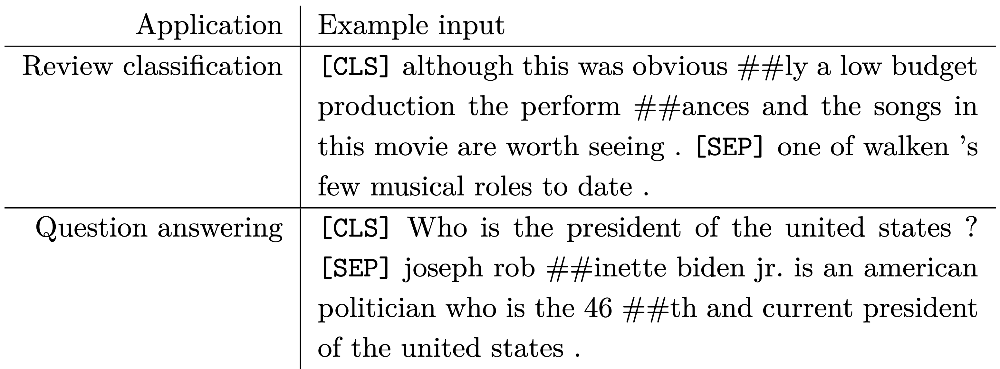 Application Example input
Review classification [CLS] although this was obvious ##ly a low budget
production the perform ##ances and the songs in
this movie are worth seeing . [SEP] one of walken ’s
few musical roles to date .
Question answering [CLS] Who is the president of the united states ?
[SEP] joseph rob ##inette biden jr. is an american
politician who is the 46 ##th and current president
of the united states .